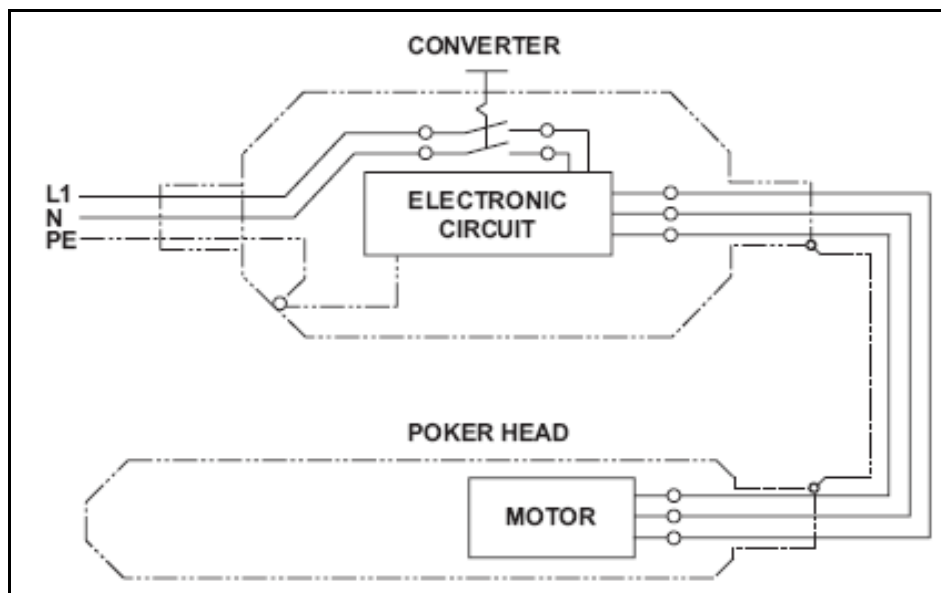 CONVERTER
L1
N
PE
ELECTRONIC
CIRCUIT
POKER HEAD
MOTOR